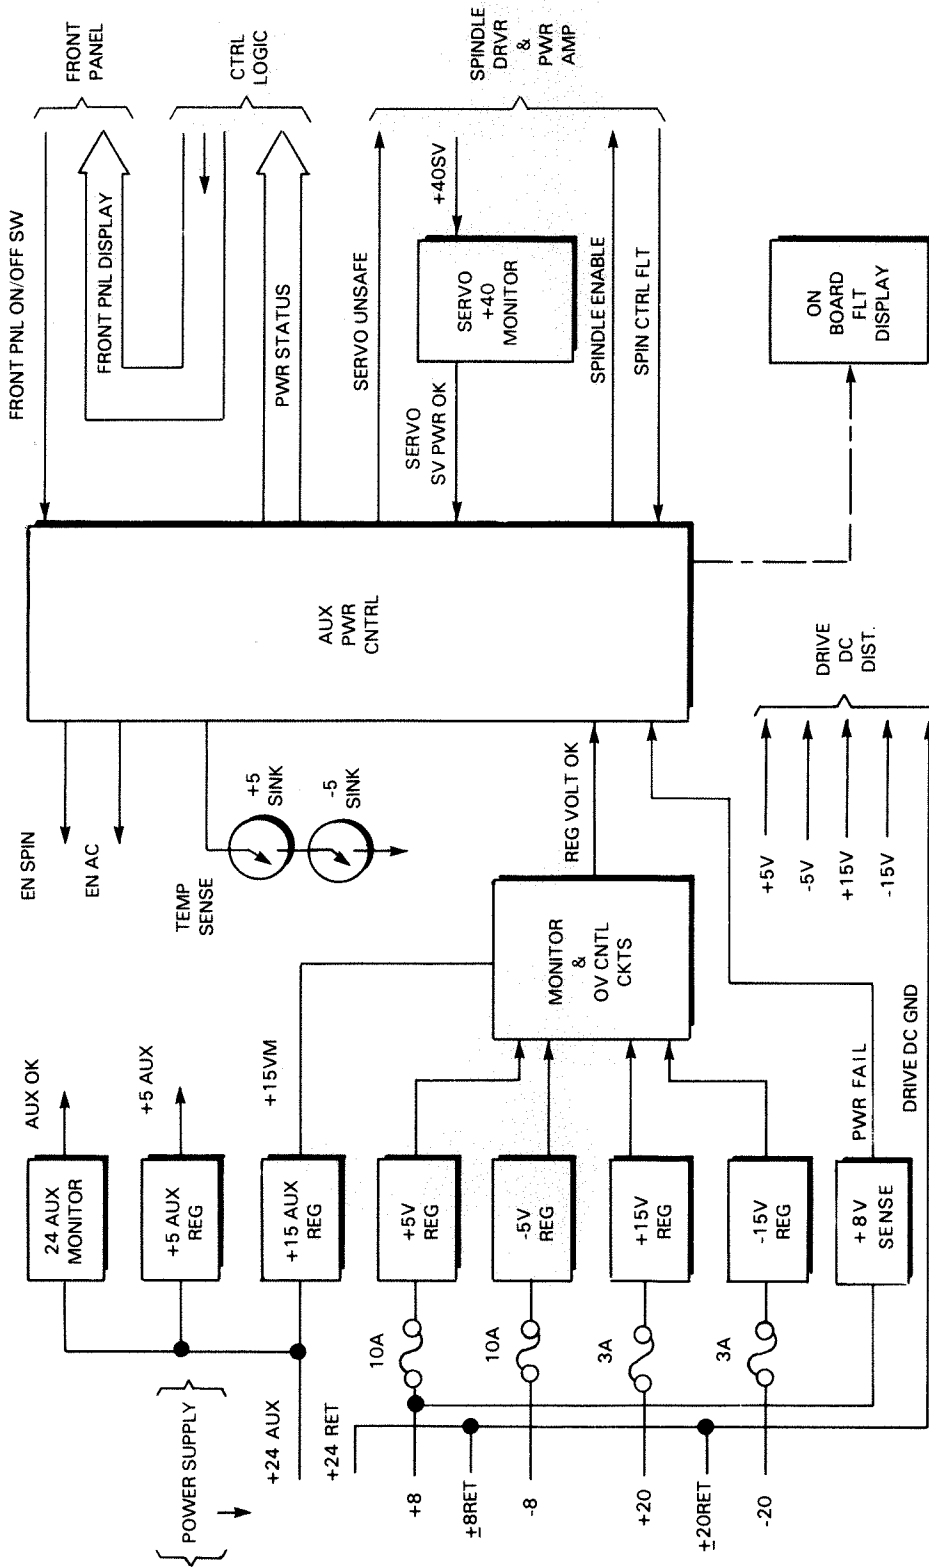 POWER SUPPLY
+24 AUX
+24 RET
+8
±8RET
-8
+20
±20RET
-20
10A
10A
3A
3A
24 AUX
MONITOR
+5 AUX
REG
+15 AUX
REG
+5V
REG
-5V
REG
+15V
REG
-15V
REG
+8V
SENSE
AUX OK
+5 AUX
+15VM
PWR FAIL
DRIVE DC GND
MONITOR
&
OV CNTL
CKTS
REG VOLT OK
EN SPIN
EN AC
TEMP
SENSE
+5
SINK
-5
SINK
+5V
-5V
+15V
-15V
DRIVE
DC
DIST.
AUX
PWR
CNTRL
FRONT PNL ON/OFF SW
FRONT PNL DISPLAY
PWR STATUS
SERVO UNSAFE
SERVO
SV PWR OK
SERVO
+40
MONITOR
+40SV
SPINDLE ENABLE
SPIN CTRL FLT
ON
BOARD
FLT
DISPLAY
FRONT
PANEL
CTRL
LOGIC
SPINDLE
DRVR
&
PWR
AMP